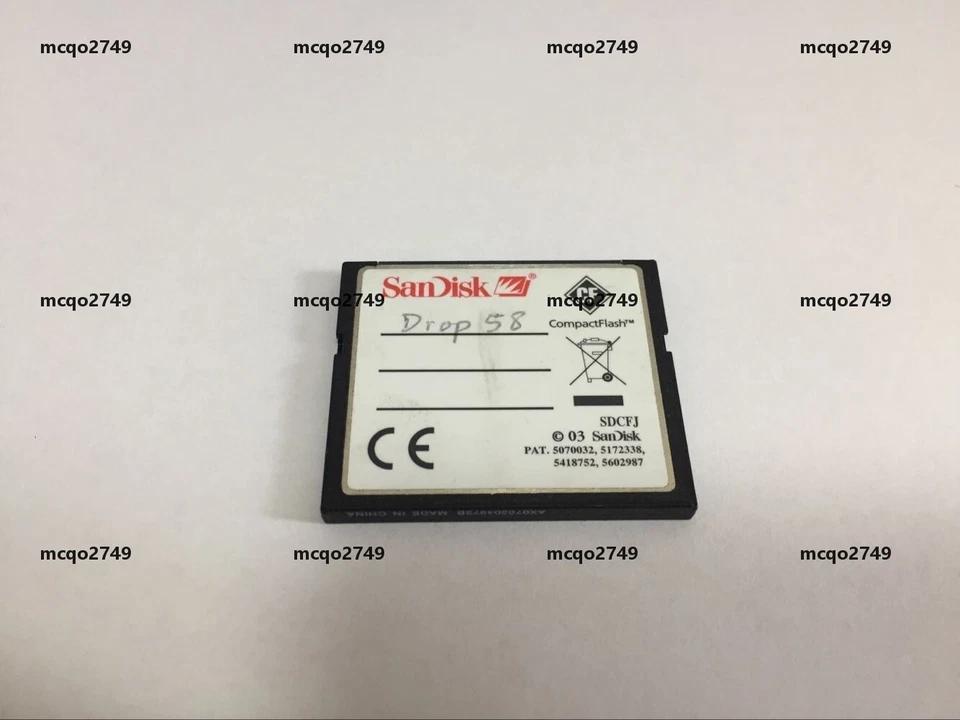 mcqo2749 mcqo2749 mcqo2749 mcqo2749
SanDisk ®
CF
mcqo2749 mcqo2749 mcqo2749 mcqo2749
Drop 58
CompactFlash™
CE
SDCFJ
© 03 SanDisk
PAT. 5070032, 5172338,
5418752, 5602987
MADE IN CHINA
mcqo2749 mcqo2749 mcqo2749 mcqo2749